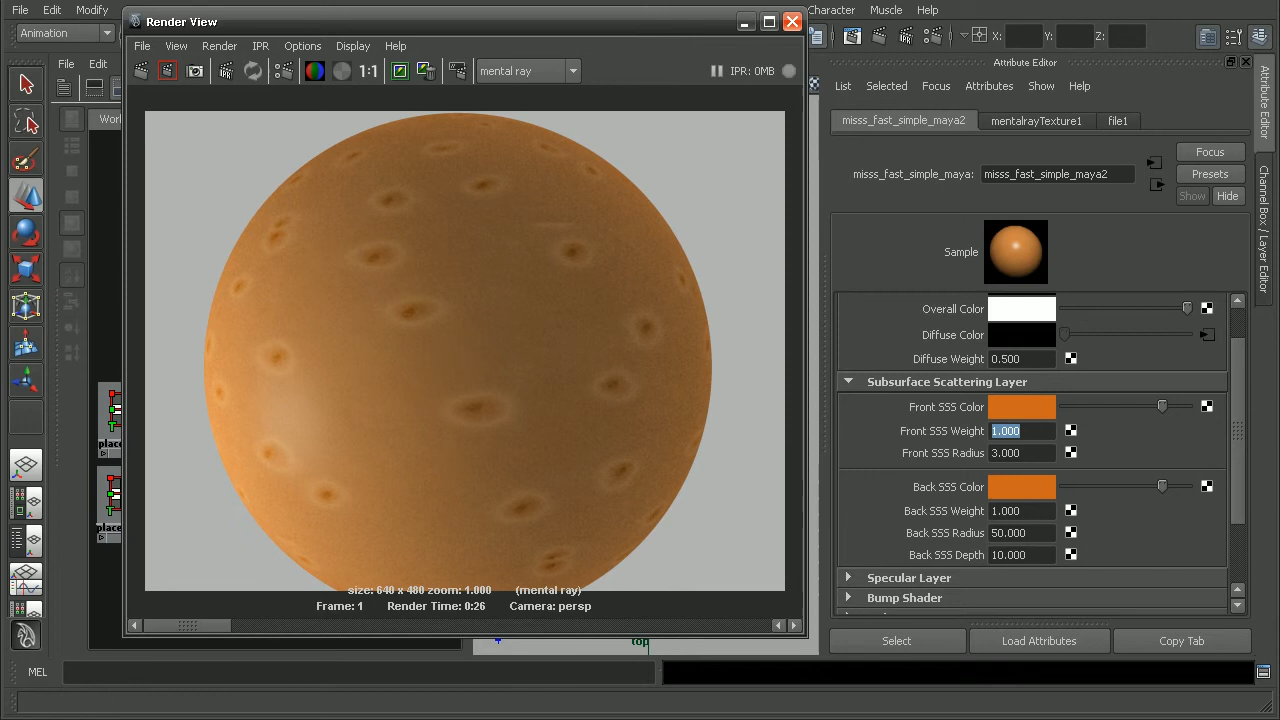 File Edit Modify
Render View
Character Muscle Help
Animation
X: Y: Z:
File Edit
File View Render IPR Options Display Help
1:1 mental ray IPR: 0MB
Attribute Editor
List Selected Focus Attributes Show Help
Work
misss_fast_simple_maya2 mentalrayTexture1 file1
misss_fast_simple_maya: misss_fast_simple_maya2
Focus
Presets
Show Hide
Sample
Overall Color
Diffuse Color
Diffuse Weight 0.500
Subsurface Scattering Layer
Front SSS Color
Front SSS Weight 1.000
Front SSS Radius 3.000
Back SSS Color
Back SSS Weight 1.000
Back SSS Radius 50.000
Back SSS Depth 10.000
Specular Layer
Bump Shader
Select Load Attributes Copy Tab
Attribute Editor
Channel Box / Layer Editor
place
place
size: 640 x 480 zoom: 1.000 (mental ray)
Frame: 1 Render Time: 0:26 Camera: persp
top
MEL